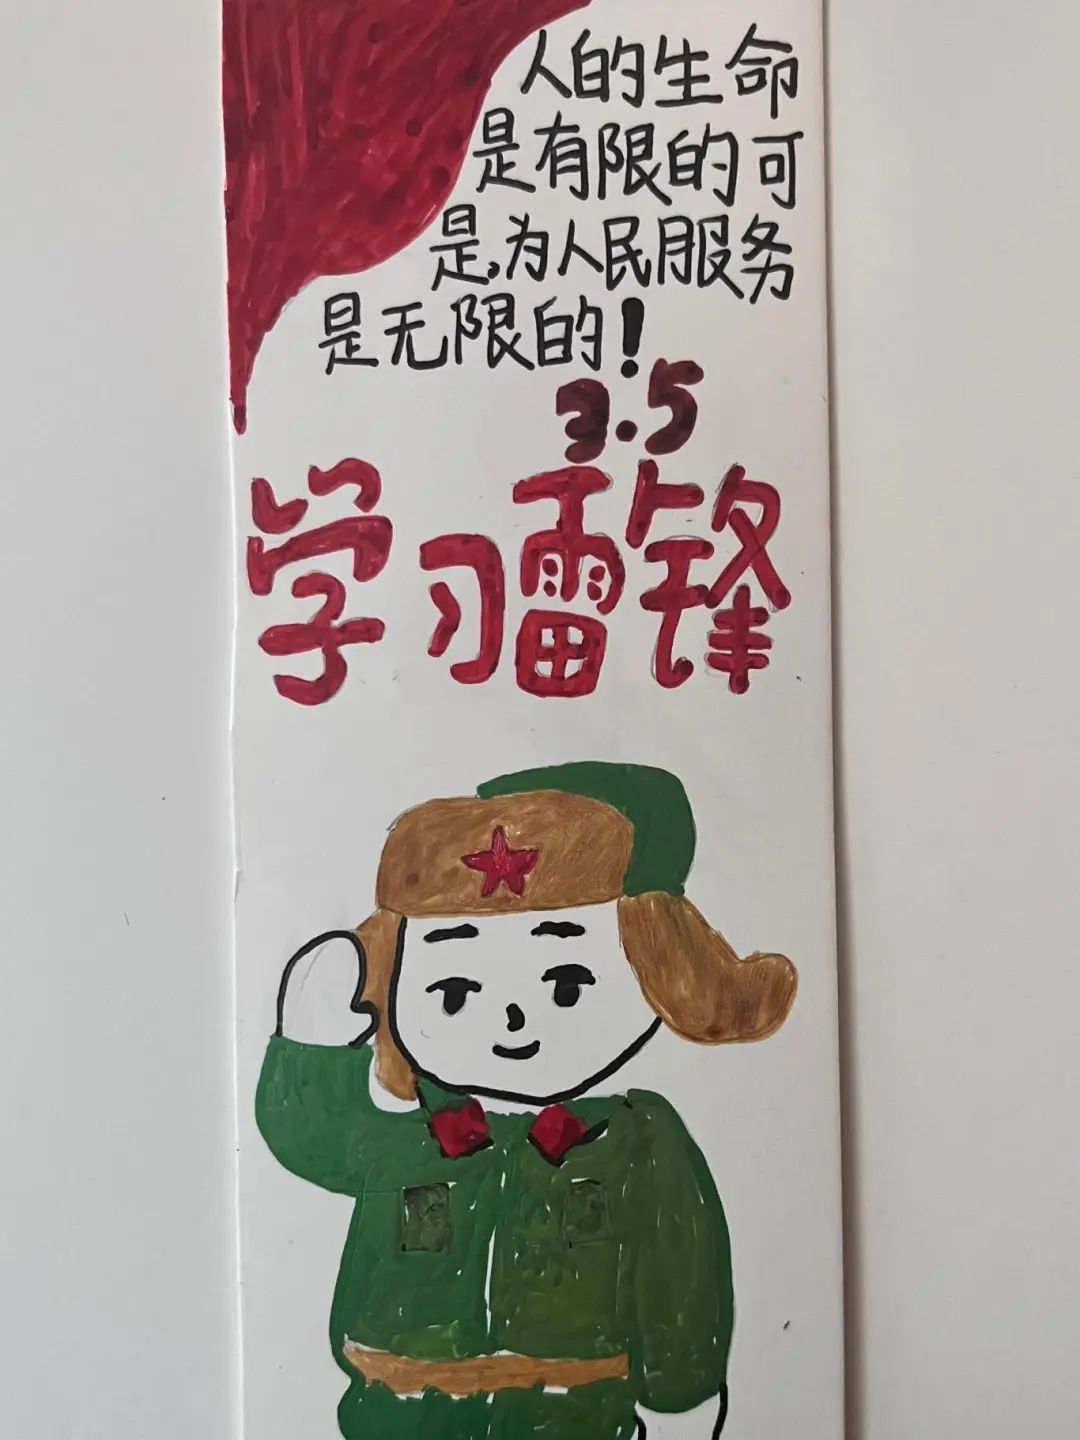 人的生命
是有限的可
是,为人民服务
是无限的!
3.5
学习雷锋